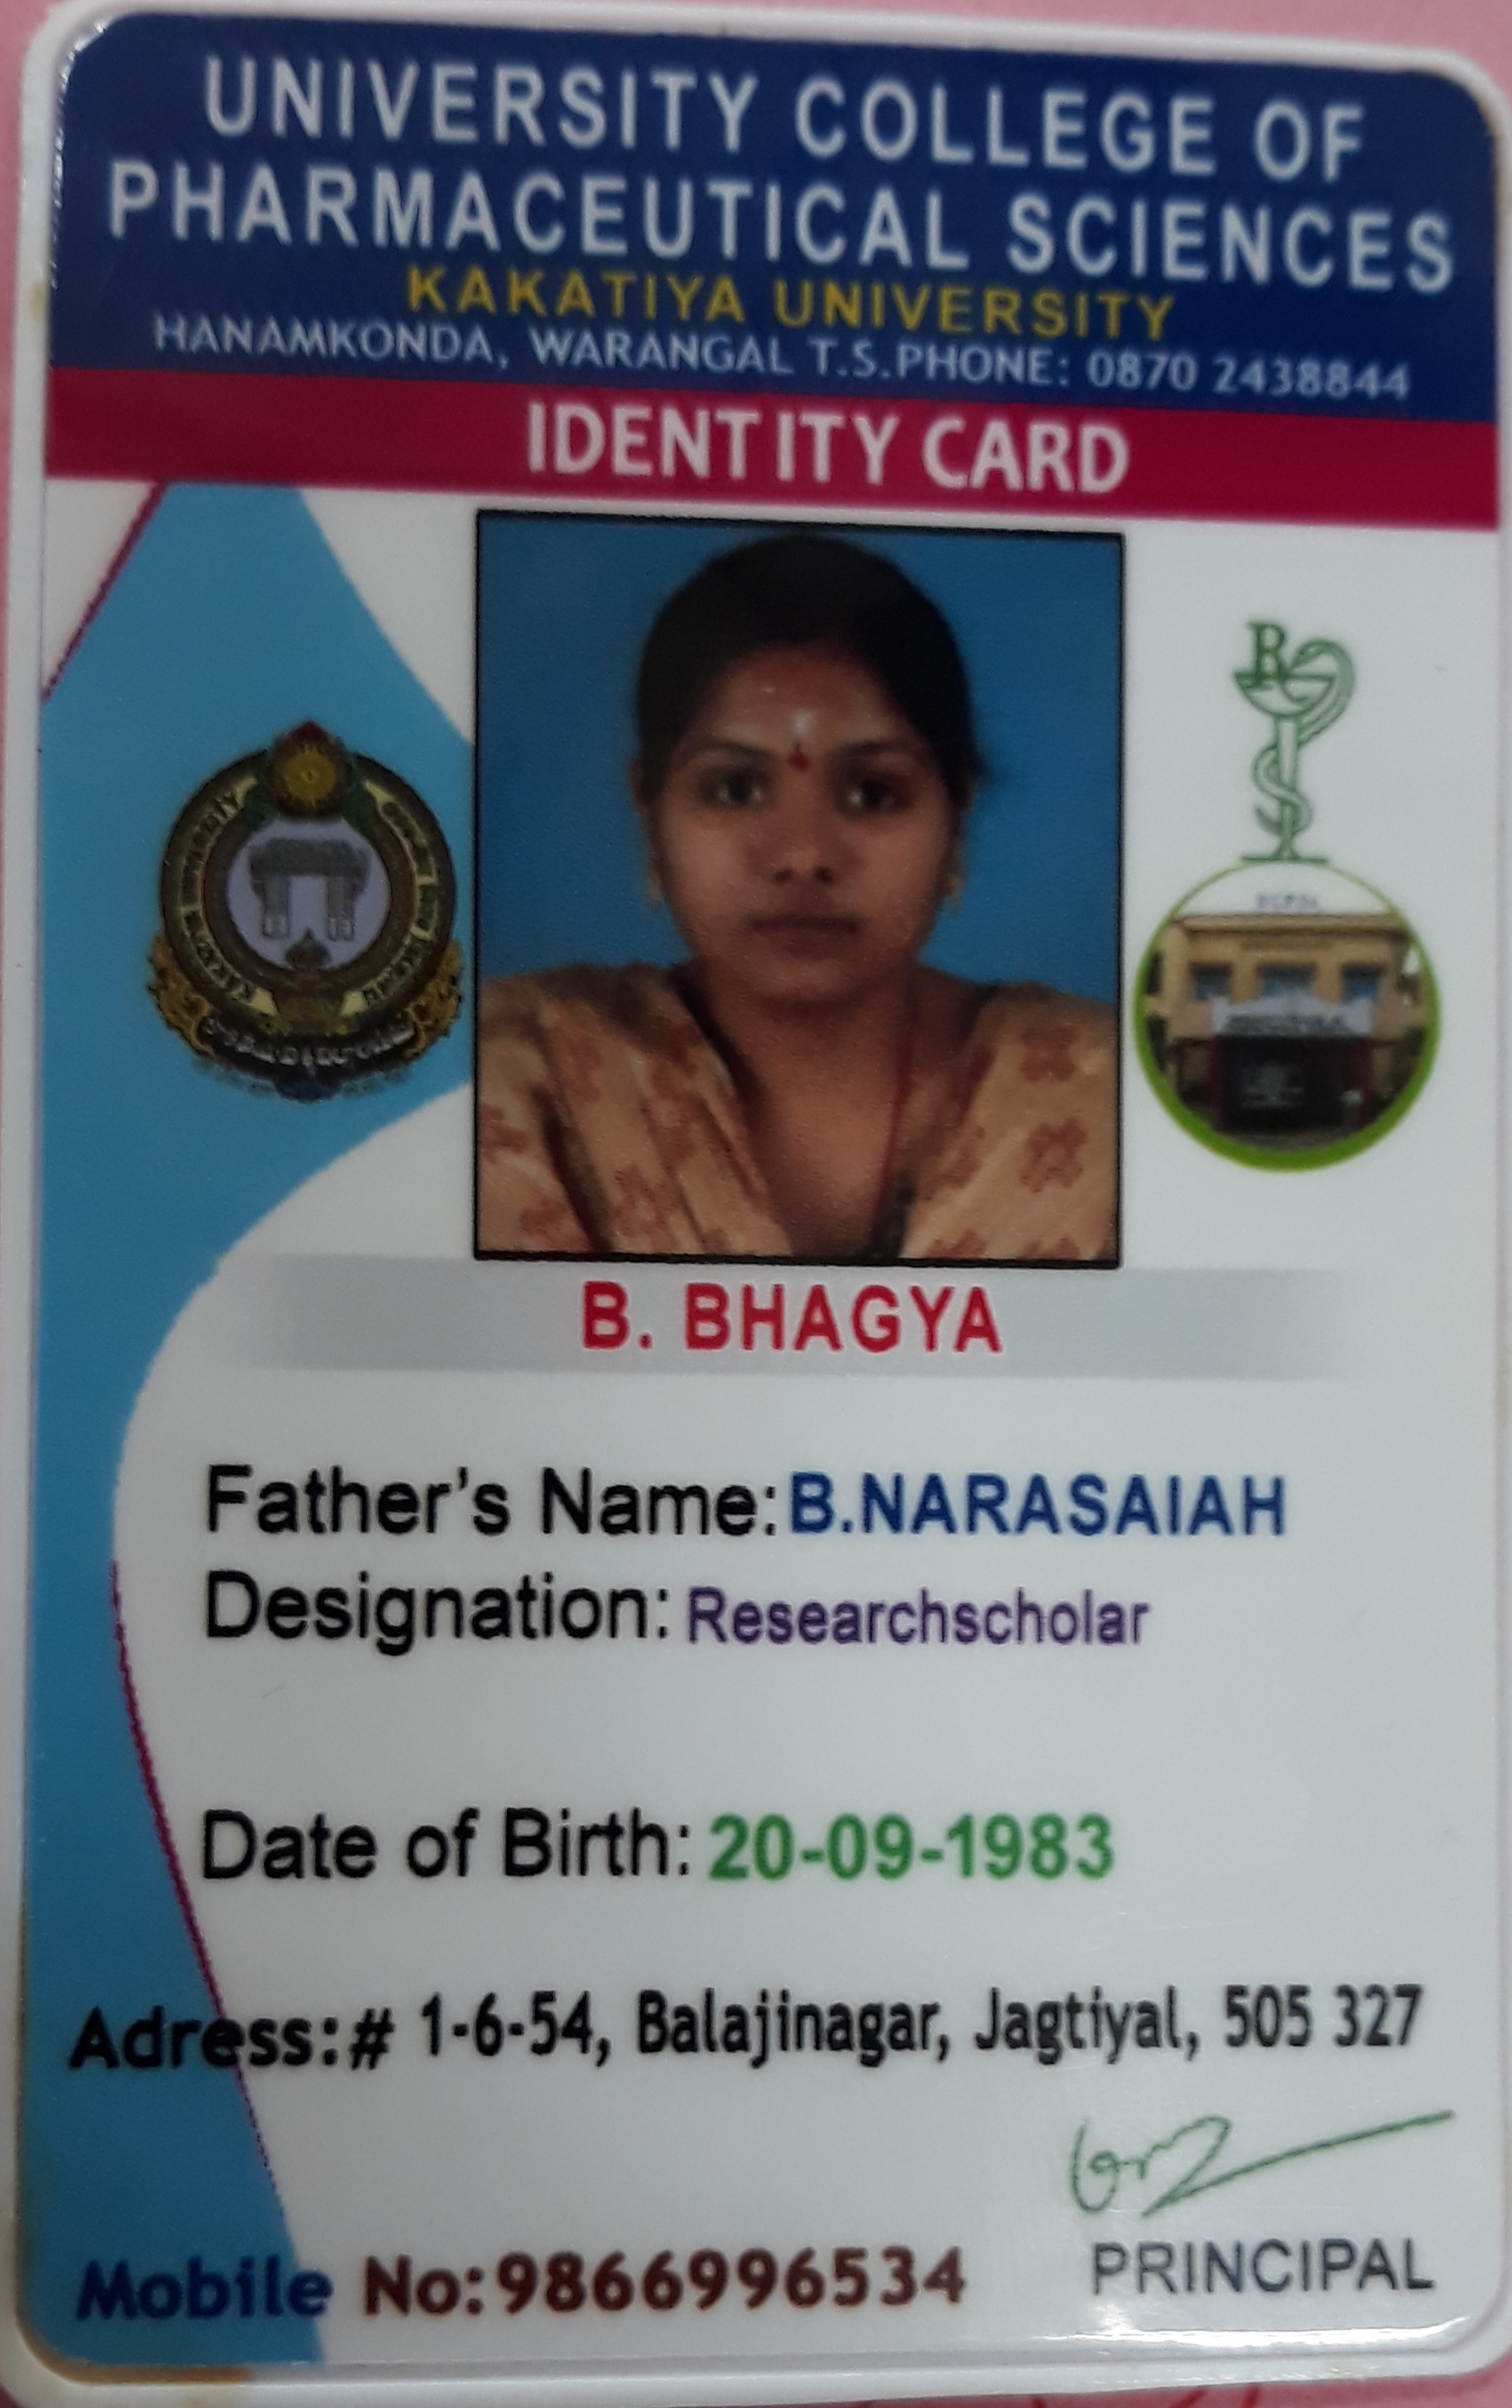 UNIVERSITY COLLEGE OF
PHARMACEUTICAL SCIENCES
KAKATIYA UNIVERSITY
HANAMKONDA, WARANGAL T.S.PHONE: 0870 2438844
IDENTITY CARD
B. BHAGYA
Father's Name: B.NARASAIAH
Designation: Researchscholar
Date of Birth: 20-09-1983
Adress:# 1-6-54, Balajinagar, Jagtiyal, 505 327
PRINCIPAL
Mobile No:9866996534